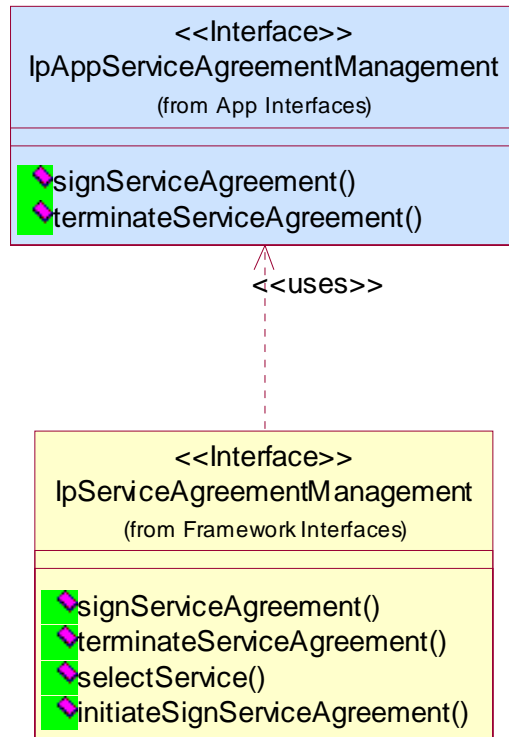 <<Interface>>
IpAppServiceAgreementManagement
(from App Interfaces)
signServiceAgreement()
terminateServiceAgreement()
<<uses>>
<<Interface>>
IpServiceAgreementManagement
(from Framework Interfaces)
signServiceAgreement()
terminateServiceAgreement()
selectService()
initiateSignServiceAgreement()